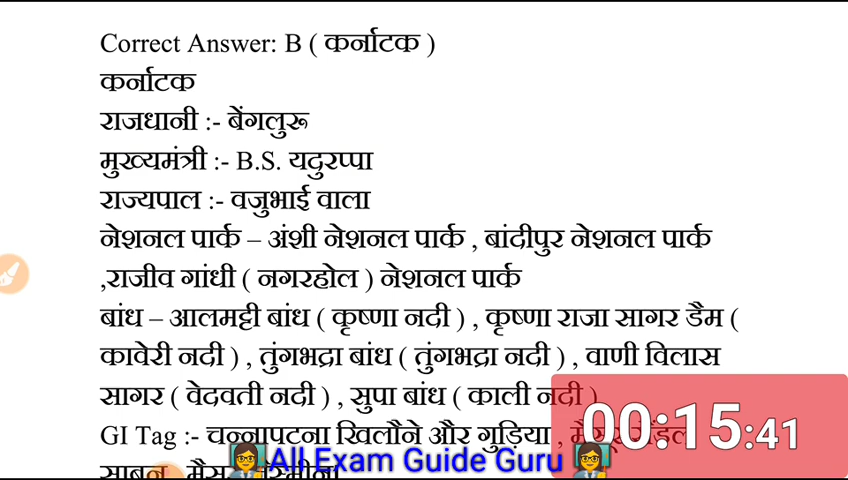 Correct Answer: B ( कर्नाटक )
कर्नाटक
राजधानी :- बेंगलुरू
मुख्यमंत्री :- B.S. यदुरप्पा
राज्यपाल :- वजुभाई वाला
नेशनल पार्क – अंशी नेशनल पार्क , बांदीपुर नेशनल पार्क
,राजीव गांधी ( नगरहोल ) नेशनल पार्क
बांध – आलमट्टी बांध ( कृष्णा नदी ) , कृष्णा राजा सागर डैम (
कावेरी नदी ) , तुंगभद्रा बांध ( तुंगभद्रा नदी ) , वाणी विलास
सागर ( वेदवती नदी ) , सुपा बांध ( काली नदी )
00:15:41
GI Tag :- चन्नापटना खिलौने और गुड़िया ,
All Exam Guide Guru
साबुन , मैसूर